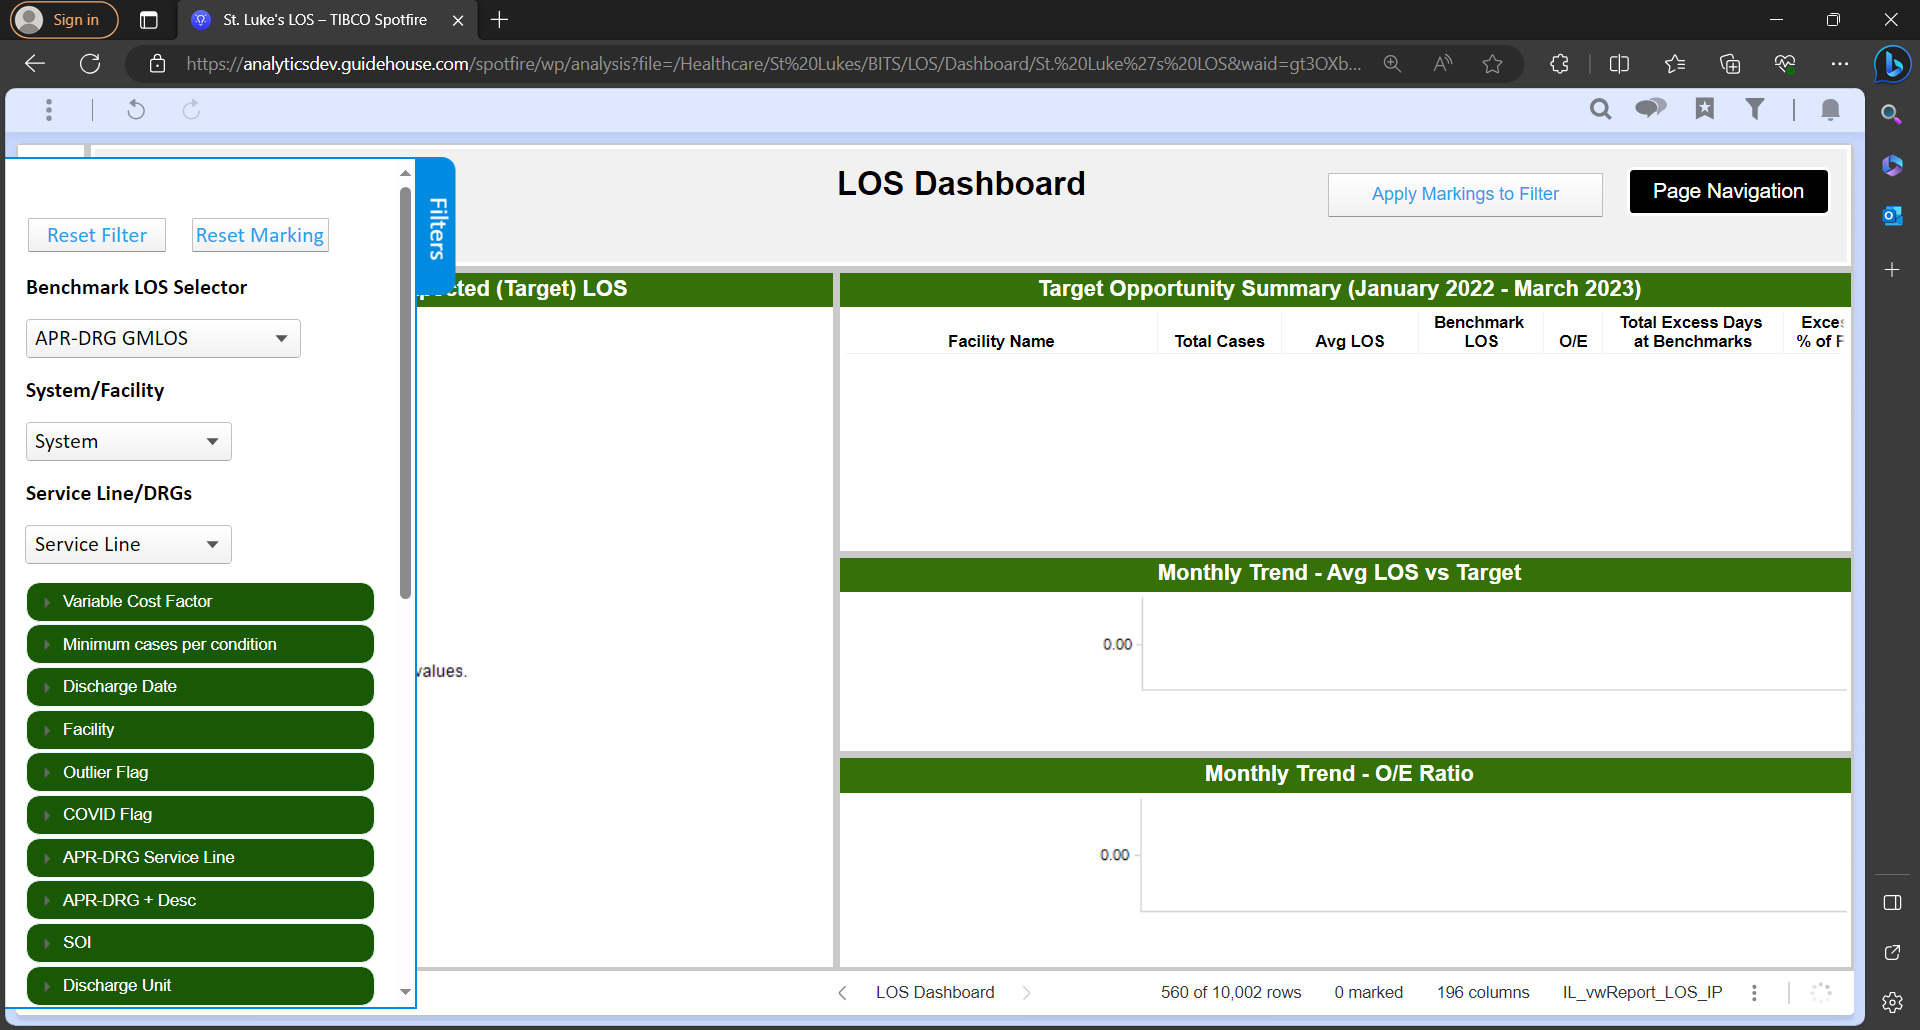 Sign in
St. Luke's LOS – TIBCO Spotfire
https://analyticsdev.guidehouse.com/spotfire/wp/analysis?file=/Healthcare/St%20Lukes/BITS/LOS/Dashboard/St.%20Luke%27s%20LOS&waid=gt3OXb...
LOS Dashboard
Apply Markings to Filter
Page Navigation
Filters
Reset Filter
Reset Marking
Benchmark LOS Selector
APR-DRG GMLOS
System/Facility
System
Service Line/DRGs
Service Line
Variable Cost Factor
Minimum cases per condition
Discharge Date
Facility
Outlier Flag
COVID Flag
APR-DRG Service Line
APR-DRG + Desc
SOI
Discharge Unit
(Target) LOS
values.
Target Opportunity Summary (January 2022 - March 2023)
Facility Name
Total Cases
Avg LOS
Benchmark
LOS
O/E
Total Excess Days
at Benchmarks
% of
Monthly Trend - Avg LOS vs Target
0.00
Monthly Trend - O/E Ratio
0.00
LOS Dashboard
560 of 10,002 rows
0 marked
196 columns
IL_vwReport_LOS_IP